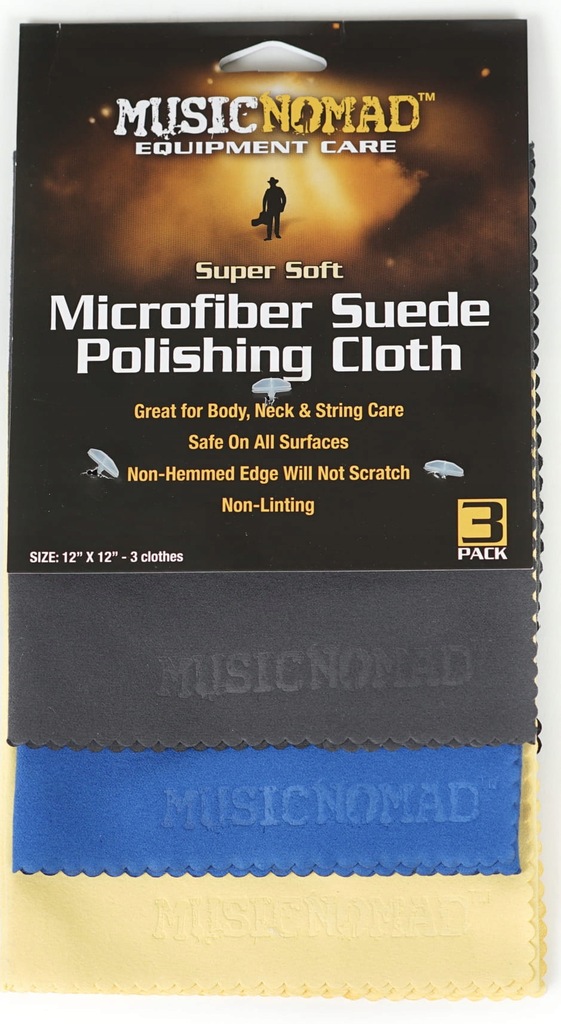 MUSICNOMAD™
EQUIPMENT CARE
Super Soft
Microfiber Suede
Polishing Cloth
Great for Body, Neck & String Care
Safe On All Surfaces
Non-Hemmed Edge Will Not Scratch
Non-Linting
3
PACK
SIZE: 12" X 12" - 3 clothes
MUSICNOMAD
MUSICNOMAD™
MUSICNOMAD™